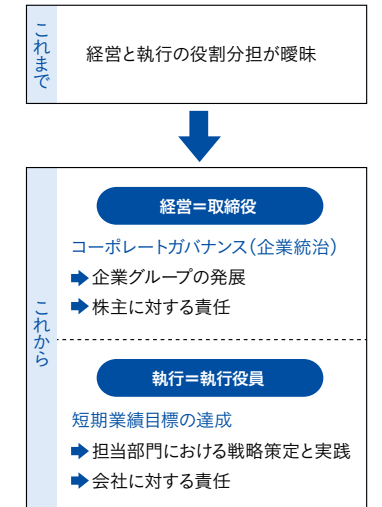 これまで
経営と執行の役割分担が曖昧
これから
経営=取締役
コーポレートガバナンス(企業統治)
企業グループの発展
株主に対する責任
執行=執行役員
短期業績目標の達成
担当部門における戦略策定と実践
会社に対する責任